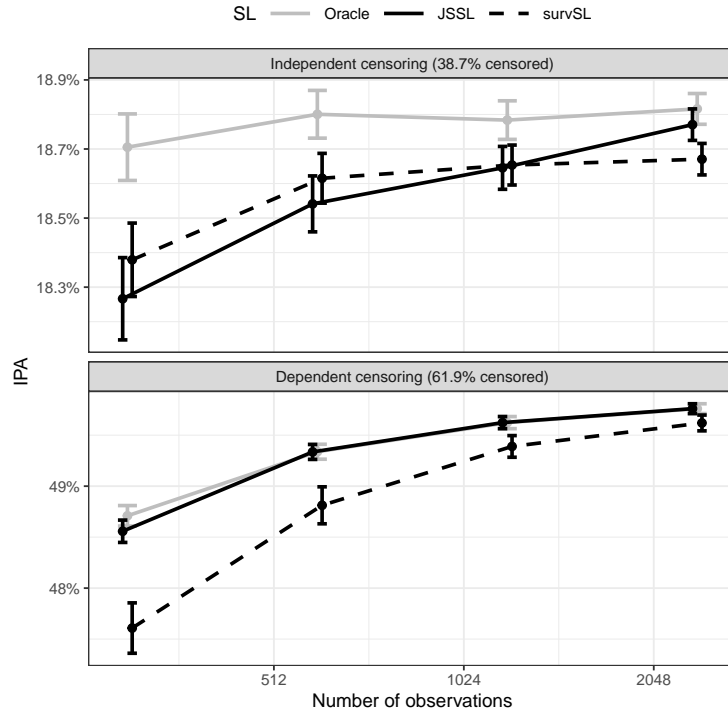 SL Oracle JSSL survSL
Independent censoring (38.7% censored)
18.9%
18.7%
18.5%
18.3%
IPA
Dependent censoring (61.9% censored)
49%
48%
512 1024 2048
Number of observations